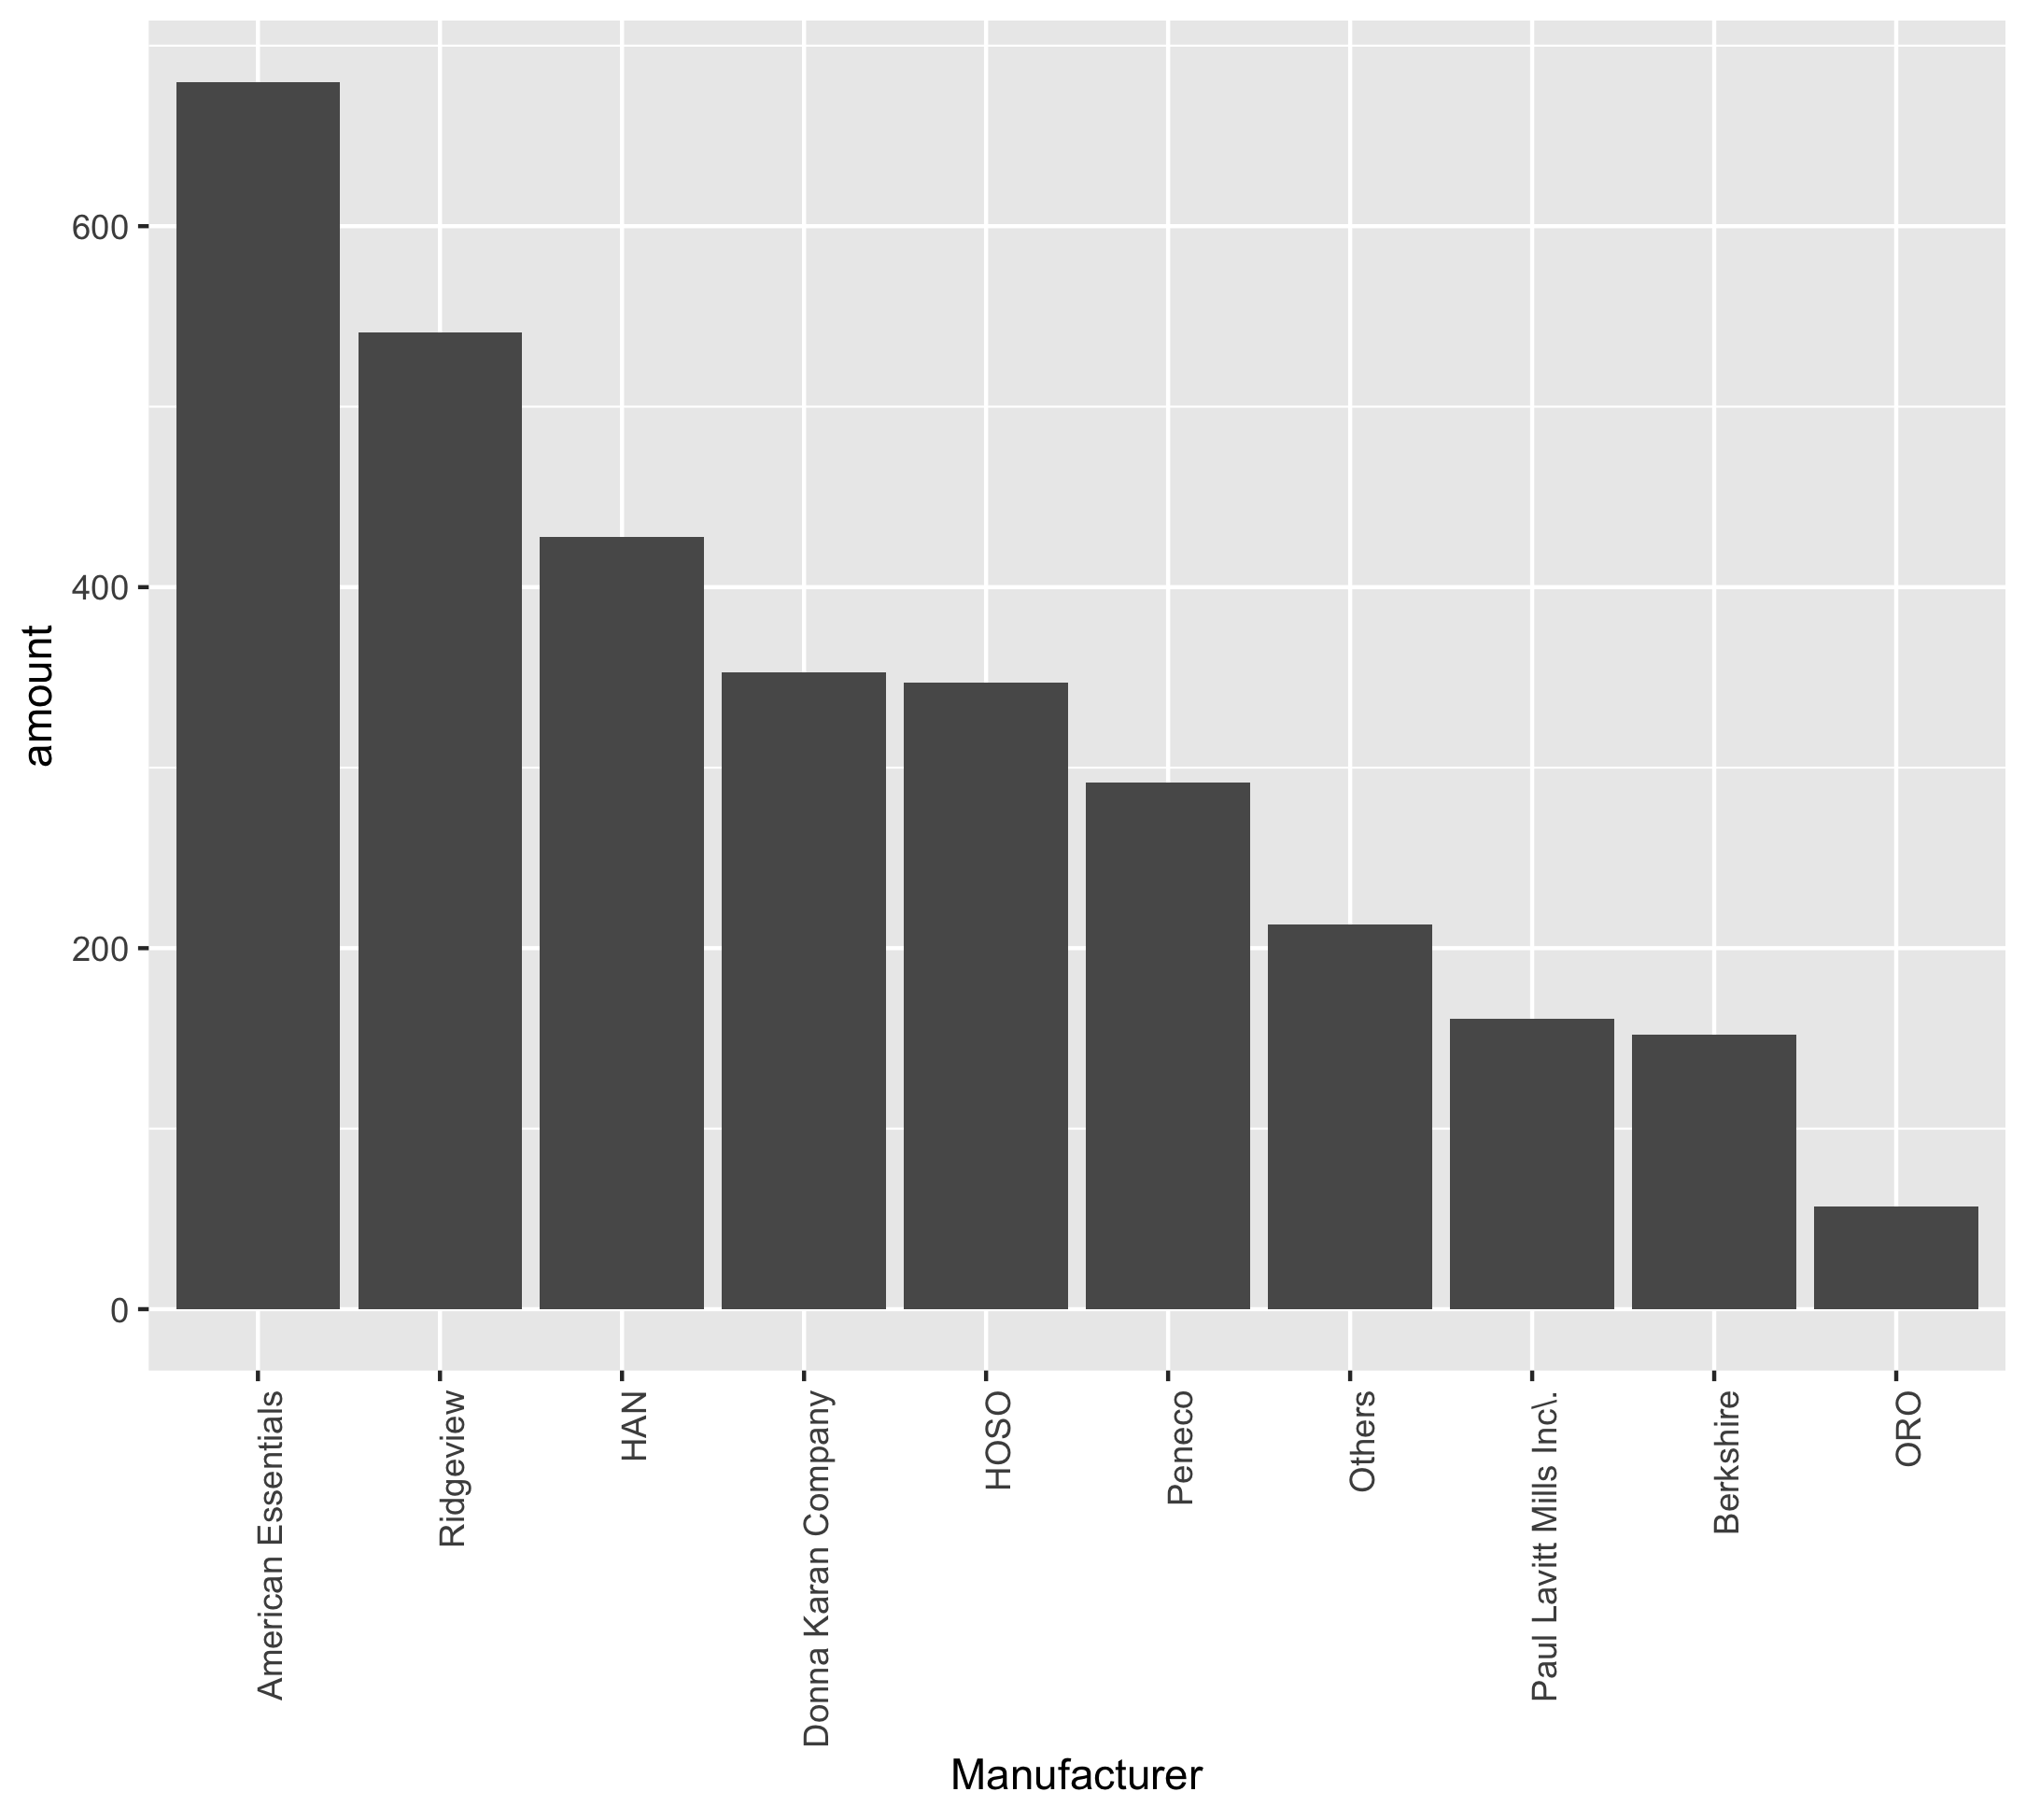 600
400
200
0
amount
American Essentials
Ridgeview
HAN
Donna Karan Company
HOSO
Peneco
Others
Paul Lavitt Mills Inc\.
Berkshire
ORO
Manufacturer